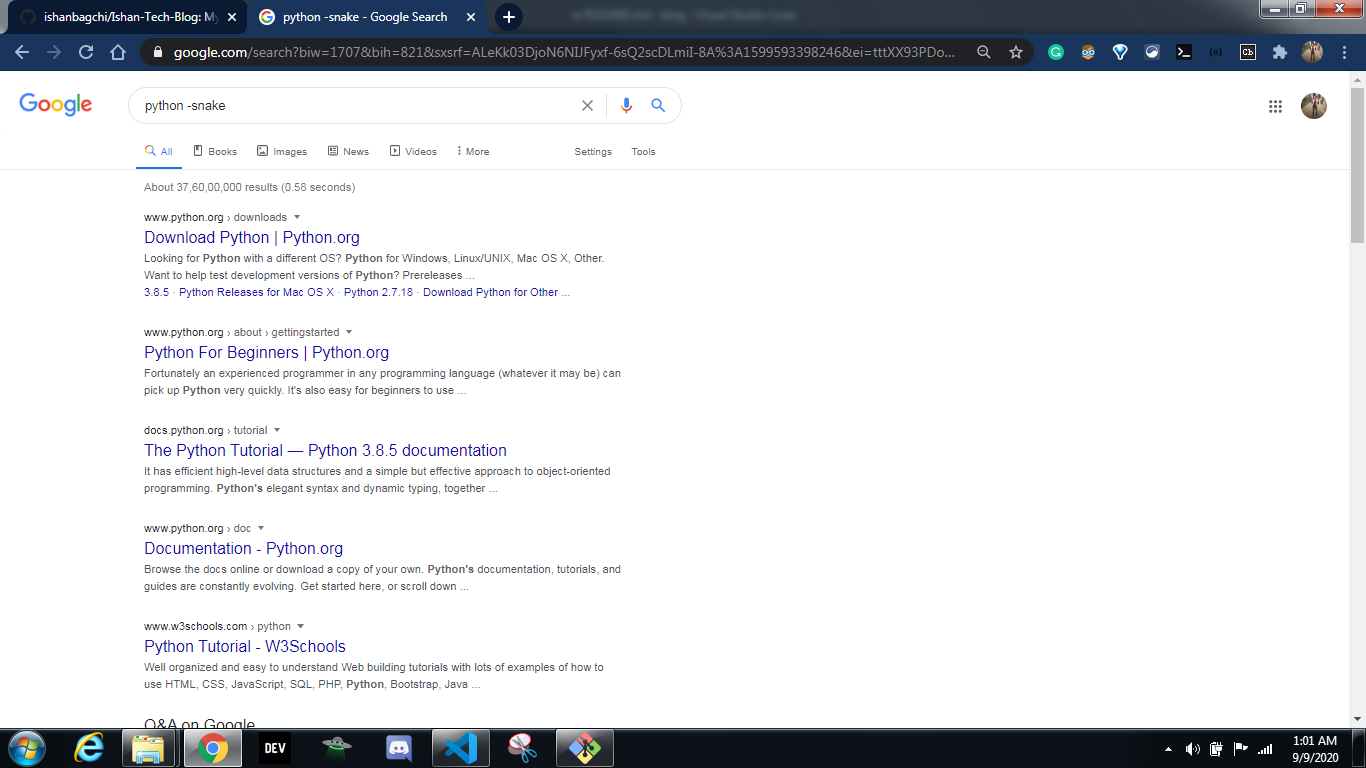 ishanbagchi/Ishan-Tech-Blog: My
python -snake - Google Search
google.com/search?biw=1707&bih=821&sxsrf=ALeKk03DjoN6NIJFyxf-6sQ2scDLmiI-8A%3A1599593398246&ei=tttXX93PDo...
Google
python -snake
All Books Images News Videos More Settings Tools
About 37,60,00,000 results (0.58 seconds)
www.python.org › downloads
Download Python | Python.org
Looking for Python with a different OS? Python for Windows, Linux/UNIX, Mac OS X, Other.
Want to help test development versions of Python? Prereleases ...
3.8.5 · Python Releases for Mac OS X · Python 2.7.18 · Download Python for Other ...
www.python.org › about › gettingstarted
Python For Beginners | Python.org
Fortunately an experienced programmer in any programming language (whatever it may be) can
pick up Python very quickly. It's also easy for beginners to use ...
docs.python.org › tutorial
The Python Tutorial — Python 3.8.5 documentation
It has efficient high-level data structures and a simple but effective approach to object-oriented
programming. Python's elegant syntax and dynamic typing, together ...
www.python.org › doc
Documentation - Python.org
Browse the docs online or download a copy of your own. Python's documentation, tutorials, and
guides are constantly evolving. Get started here, or scroll down ...
www.w3schools.com › python
Python Tutorial - W3Schools
Well organized and easy to understand Web building tutorials with lots of examples of how to
use HTML, CSS, JavaScript, SQL, PHP, Python, Bootstrap, Java ...
Q&A on Google
DEV
1:01 AM
9/9/2020